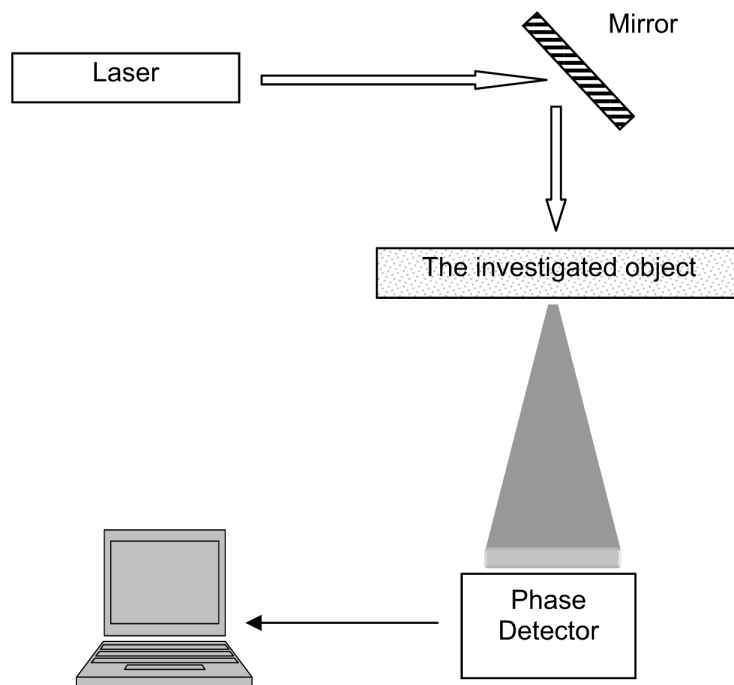 Mirror
Laser
The investigated object
Phase
Detector